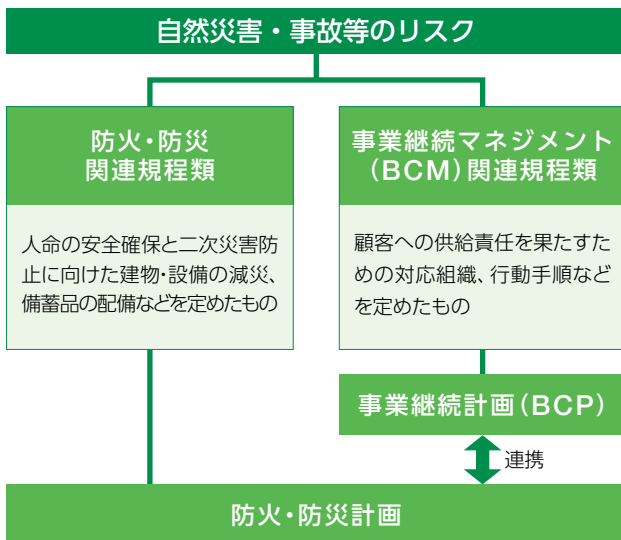 自然災害・事故等のリスク
防火・防災
関連規程類
人命の安全確保と二次災害防
止に向けた建物・設備の減災、
備蓄品の配備などを定めたもの
事業継続マネジメント
(BCM)関連規程類
顧客への供給責任を果たすた
めの対応組織、行動手順など
を定めたもの
事業継続計画(BCP)
連携
防火・防災計画